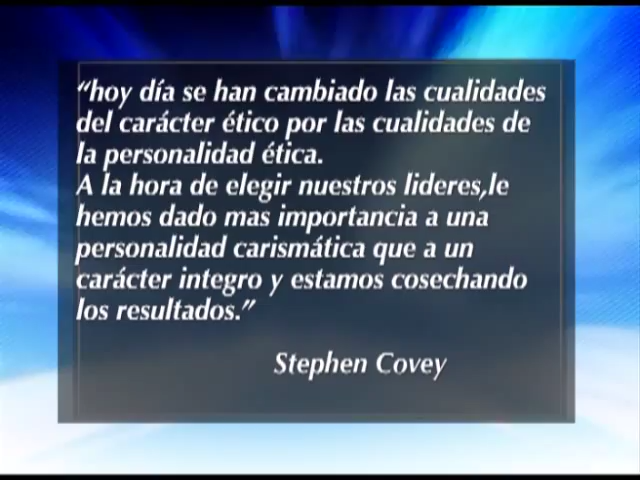 “hoy día se han cambiado las cualidades
del carácter ético por las cualidades de
la personalidad ética.
A la hora de elegir nuestros lideres,le
hemos dado mas importancia a una
personalidad carismática que a un
carácter integro y estamos cosechando
los resultados.”
Stephen Covey